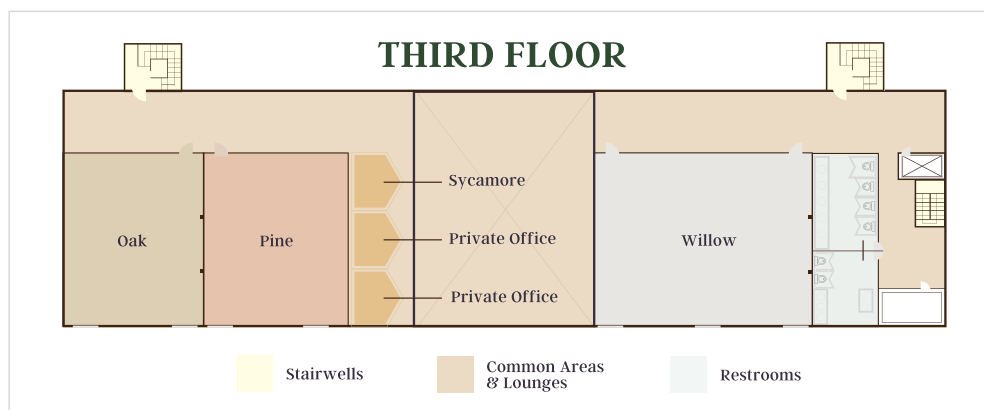 THIRD FLOOR
Sycamore
Oak
Pine
Private Office
Willow
Private Office
Stairwells
Common Areas
& Lounges
Restrooms